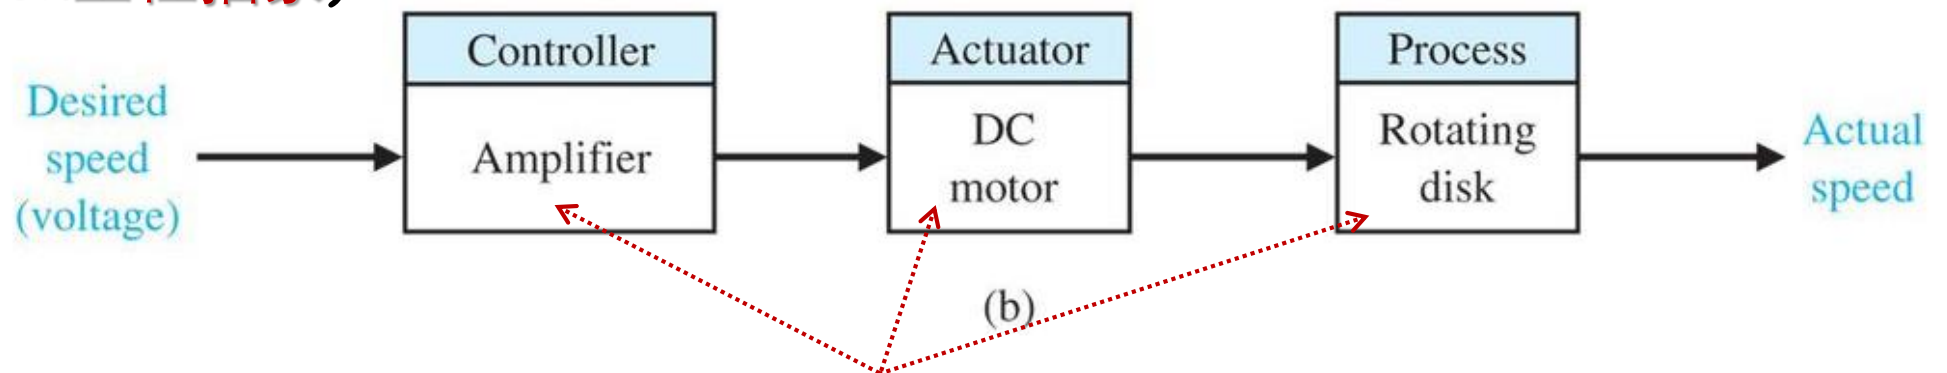 Desired
speed
(voltage)
Controller
Amplifier
Actuator
DC
motor
Process
Rotating
disk
Actual
speed
(b)